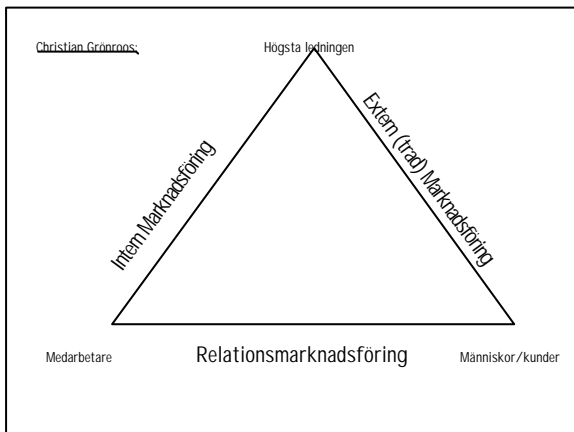 Christian Grönroos:
Högsta ledningen
Intern Marknadsföring
Extern (trad) Marknadsföring
Medarbetare
Relationsmarknadsföring
Människor/kunder